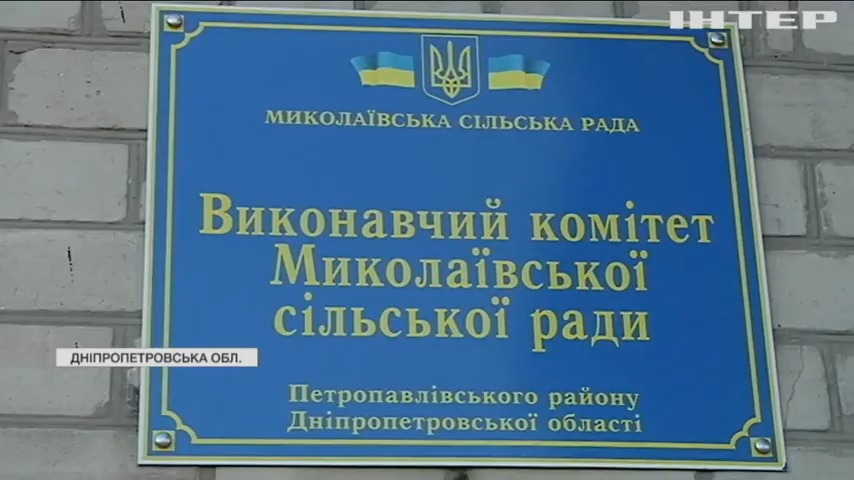 ІНТЕР
МИКОЛАЇВСЬКА СІЛЬСЬКА РАДА
Виконавчий комітет
Миколаївської
сільської ради
ДНІПРОПЕТРОВСЬКА ОБЛ.
Петропавлівського району
Дніпропетровської області